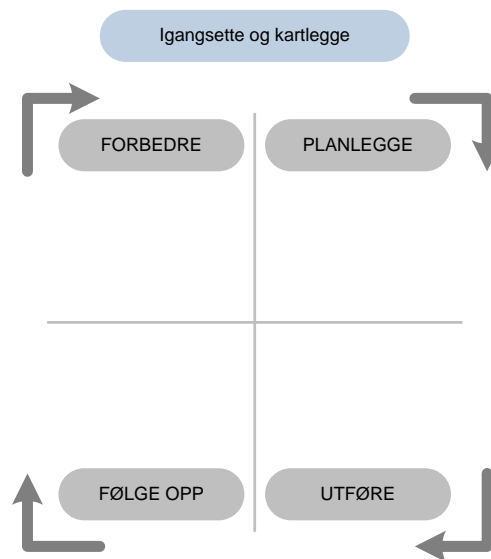 Igangsette og kartlegge
FORBEDRE
PLANLEGGE
FØLGE OPP
UTFØRE